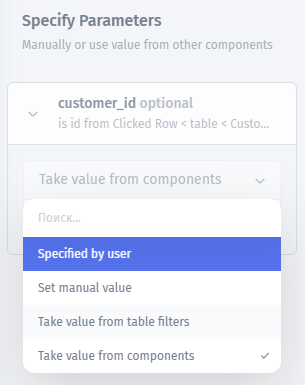 Specify Parameters
Manually or use value from other components
customer_id optional
is id from Clicked Row < table < Custo...
Take value from components
Поиск...
Specified by user
Set manual value
Take value from table filters
Take value from components